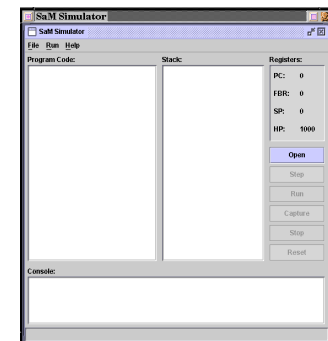 SaM Simulator
SaM Simulator
File Run Help
Program Code: Stack: Registers:
PC: 0
FBR: 0
SP: 0
HP: 1000
Open
Step
Run
Capture
Stop
Reset
Console: